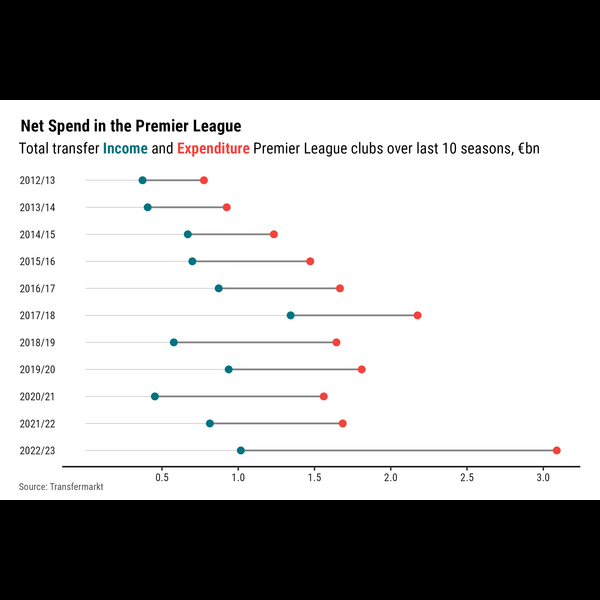 Net Spend in the Premier League
Total transfer Income and Expenditure Premier League clubs over last 10 seasons, €bn
2012/13
2013/14
2014/15
2015/16
2016/17
2017/18
2018/19
2019/20
2020/21
2021/22
2022/23
0.5 1.0 1.5 2.0 2.5 3.0
Source: Transfermarkt